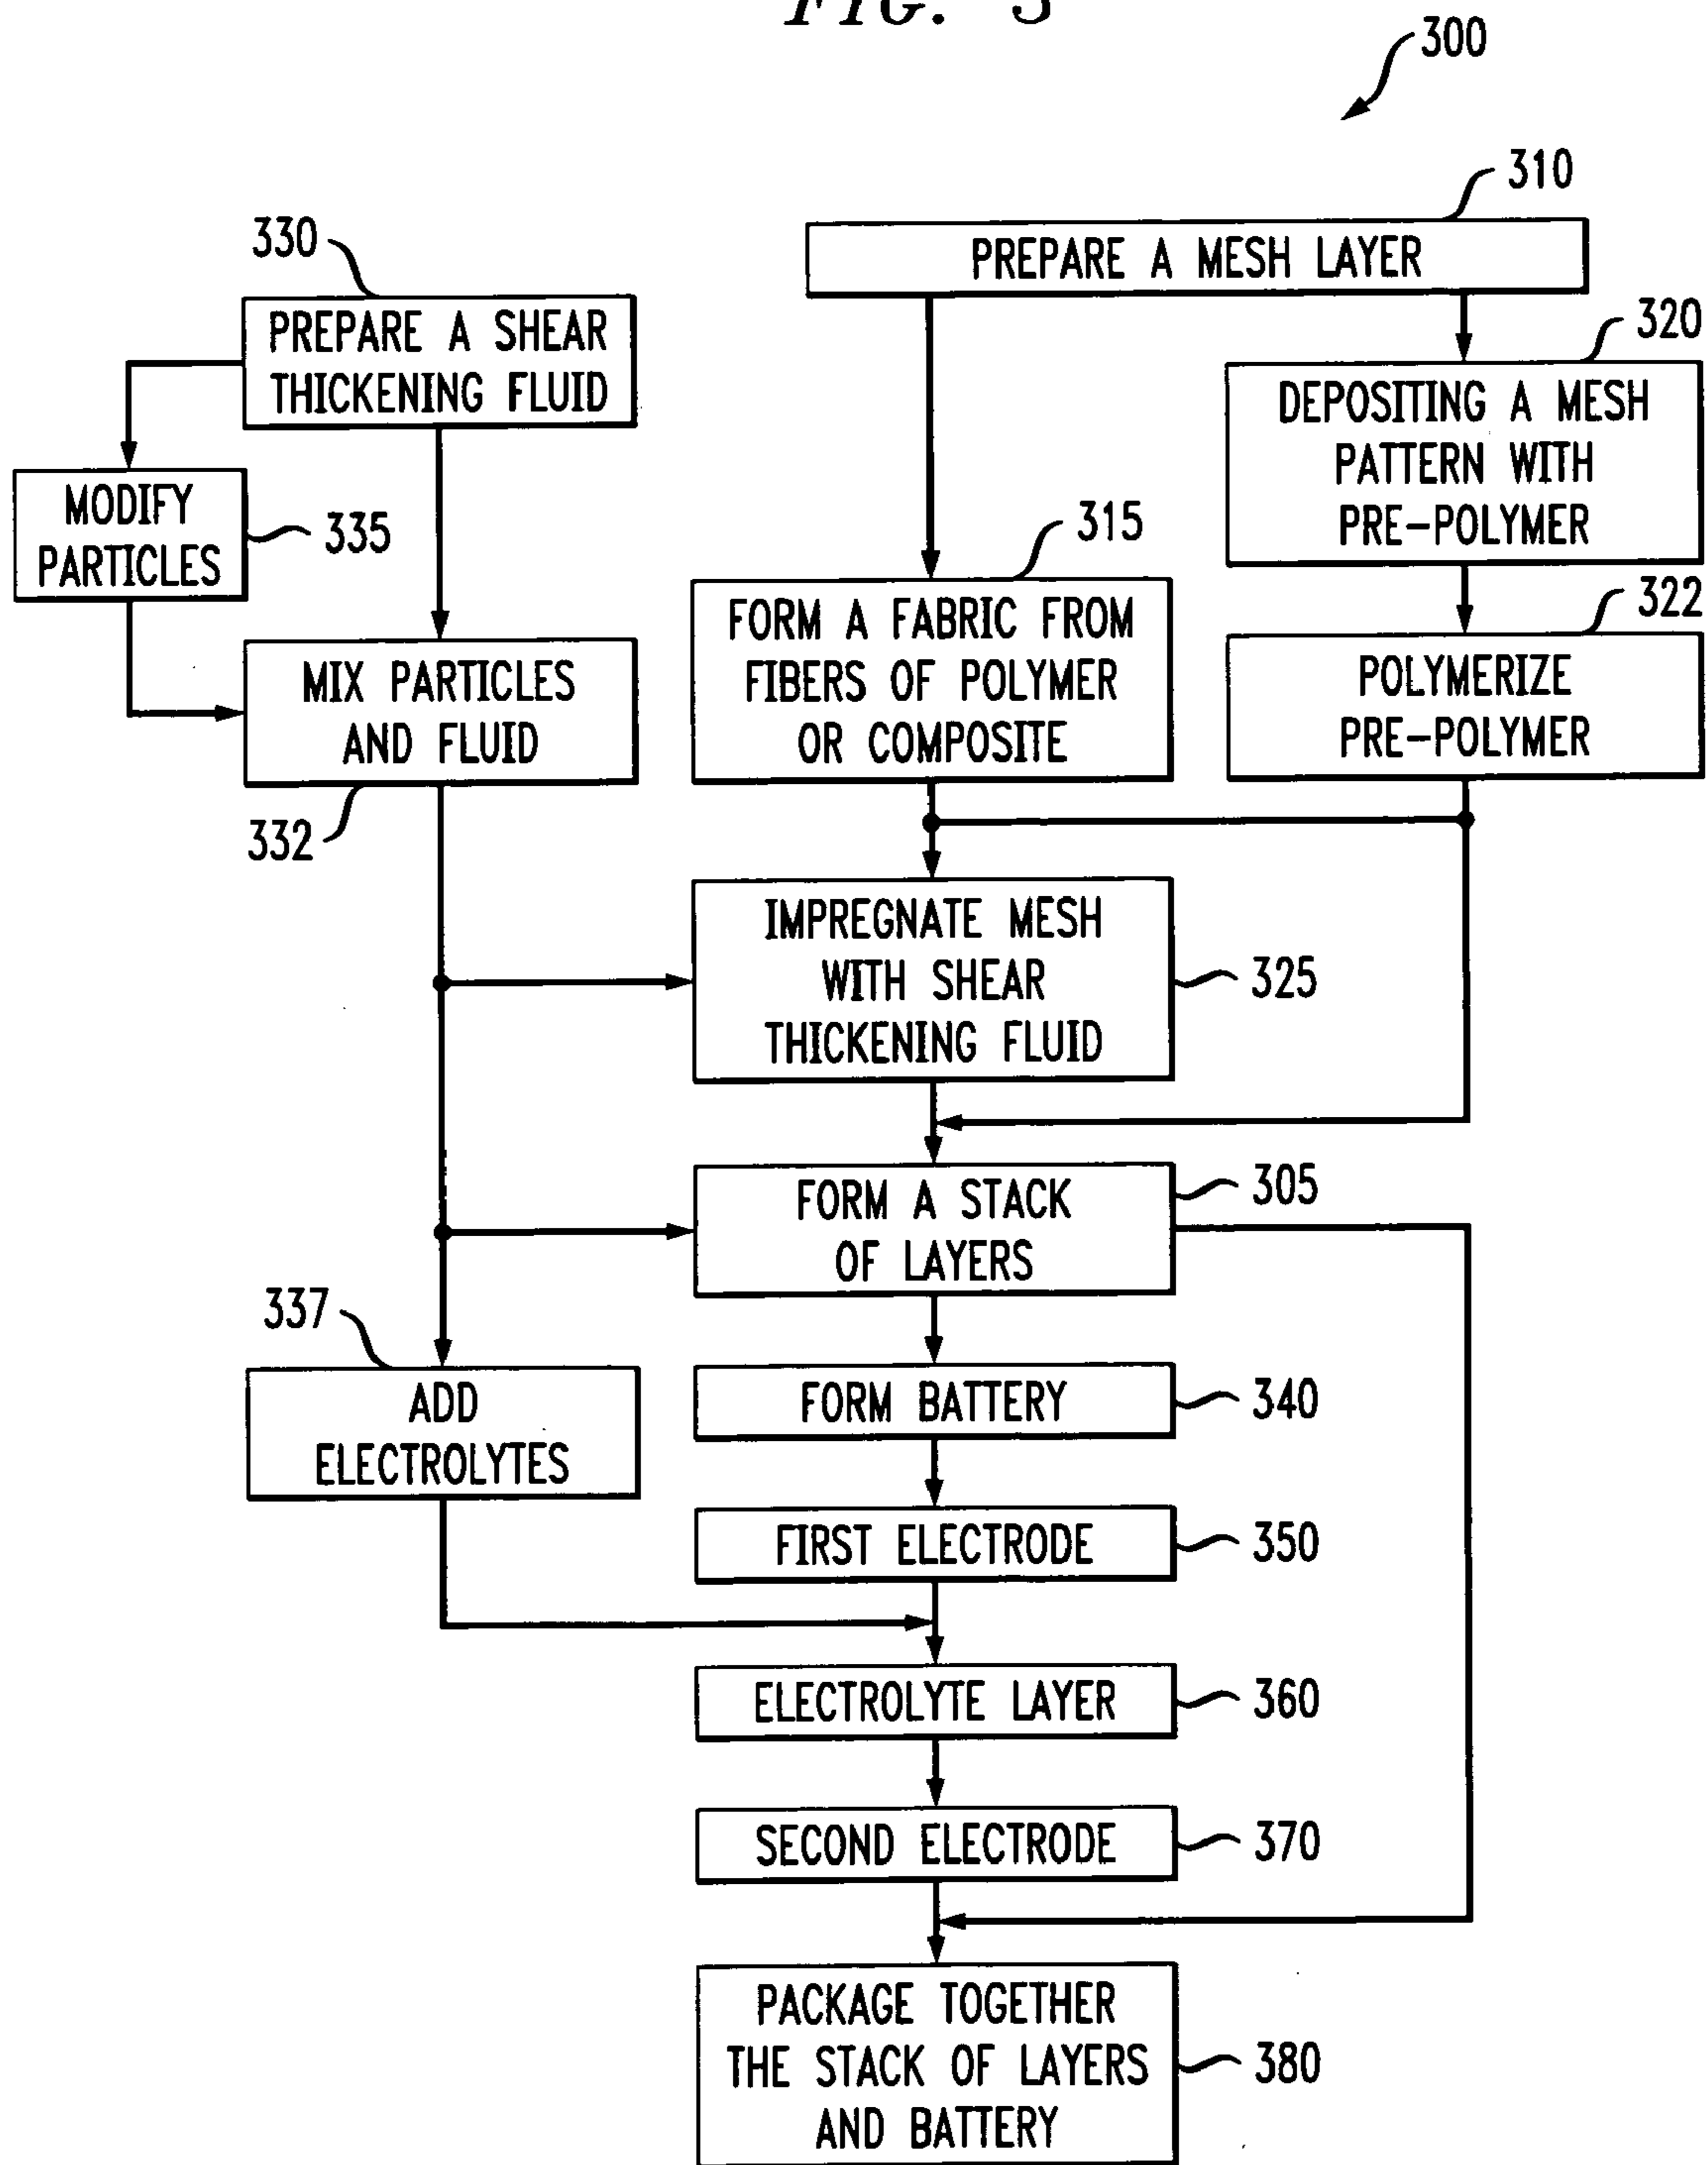 FIG. 3
300
310
PREPARE A MESH LAYER
330
PREPARE A SHEAR
THICKENING FLUID
320
DEPOSITING A MESH
PATTERN WITH
PRE-POLYMER
MODIFY
PARTICLES
335
315
FORM A FABRIC FROM
FIBERS OF POLYMER
OR COMPOSITE
322
POLYMERIZE
PRE-POLYMER
MIX PARTICLES
AND FLUID
332
IMPREGNATE MESH
WITH SHEAR
THICKENING FLUID
325
FORM A STACK
OF LAYERS
305
337
ADD
ELECTROLYTES
FORM BATTERY
340
FIRST ELECTRODE
350
ELECTROLYTE LAYER
360
SECOND ELECTRODE
370
PACKAGE TOGETHER
THE STACK OF LAYERS
AND BATTERY
380